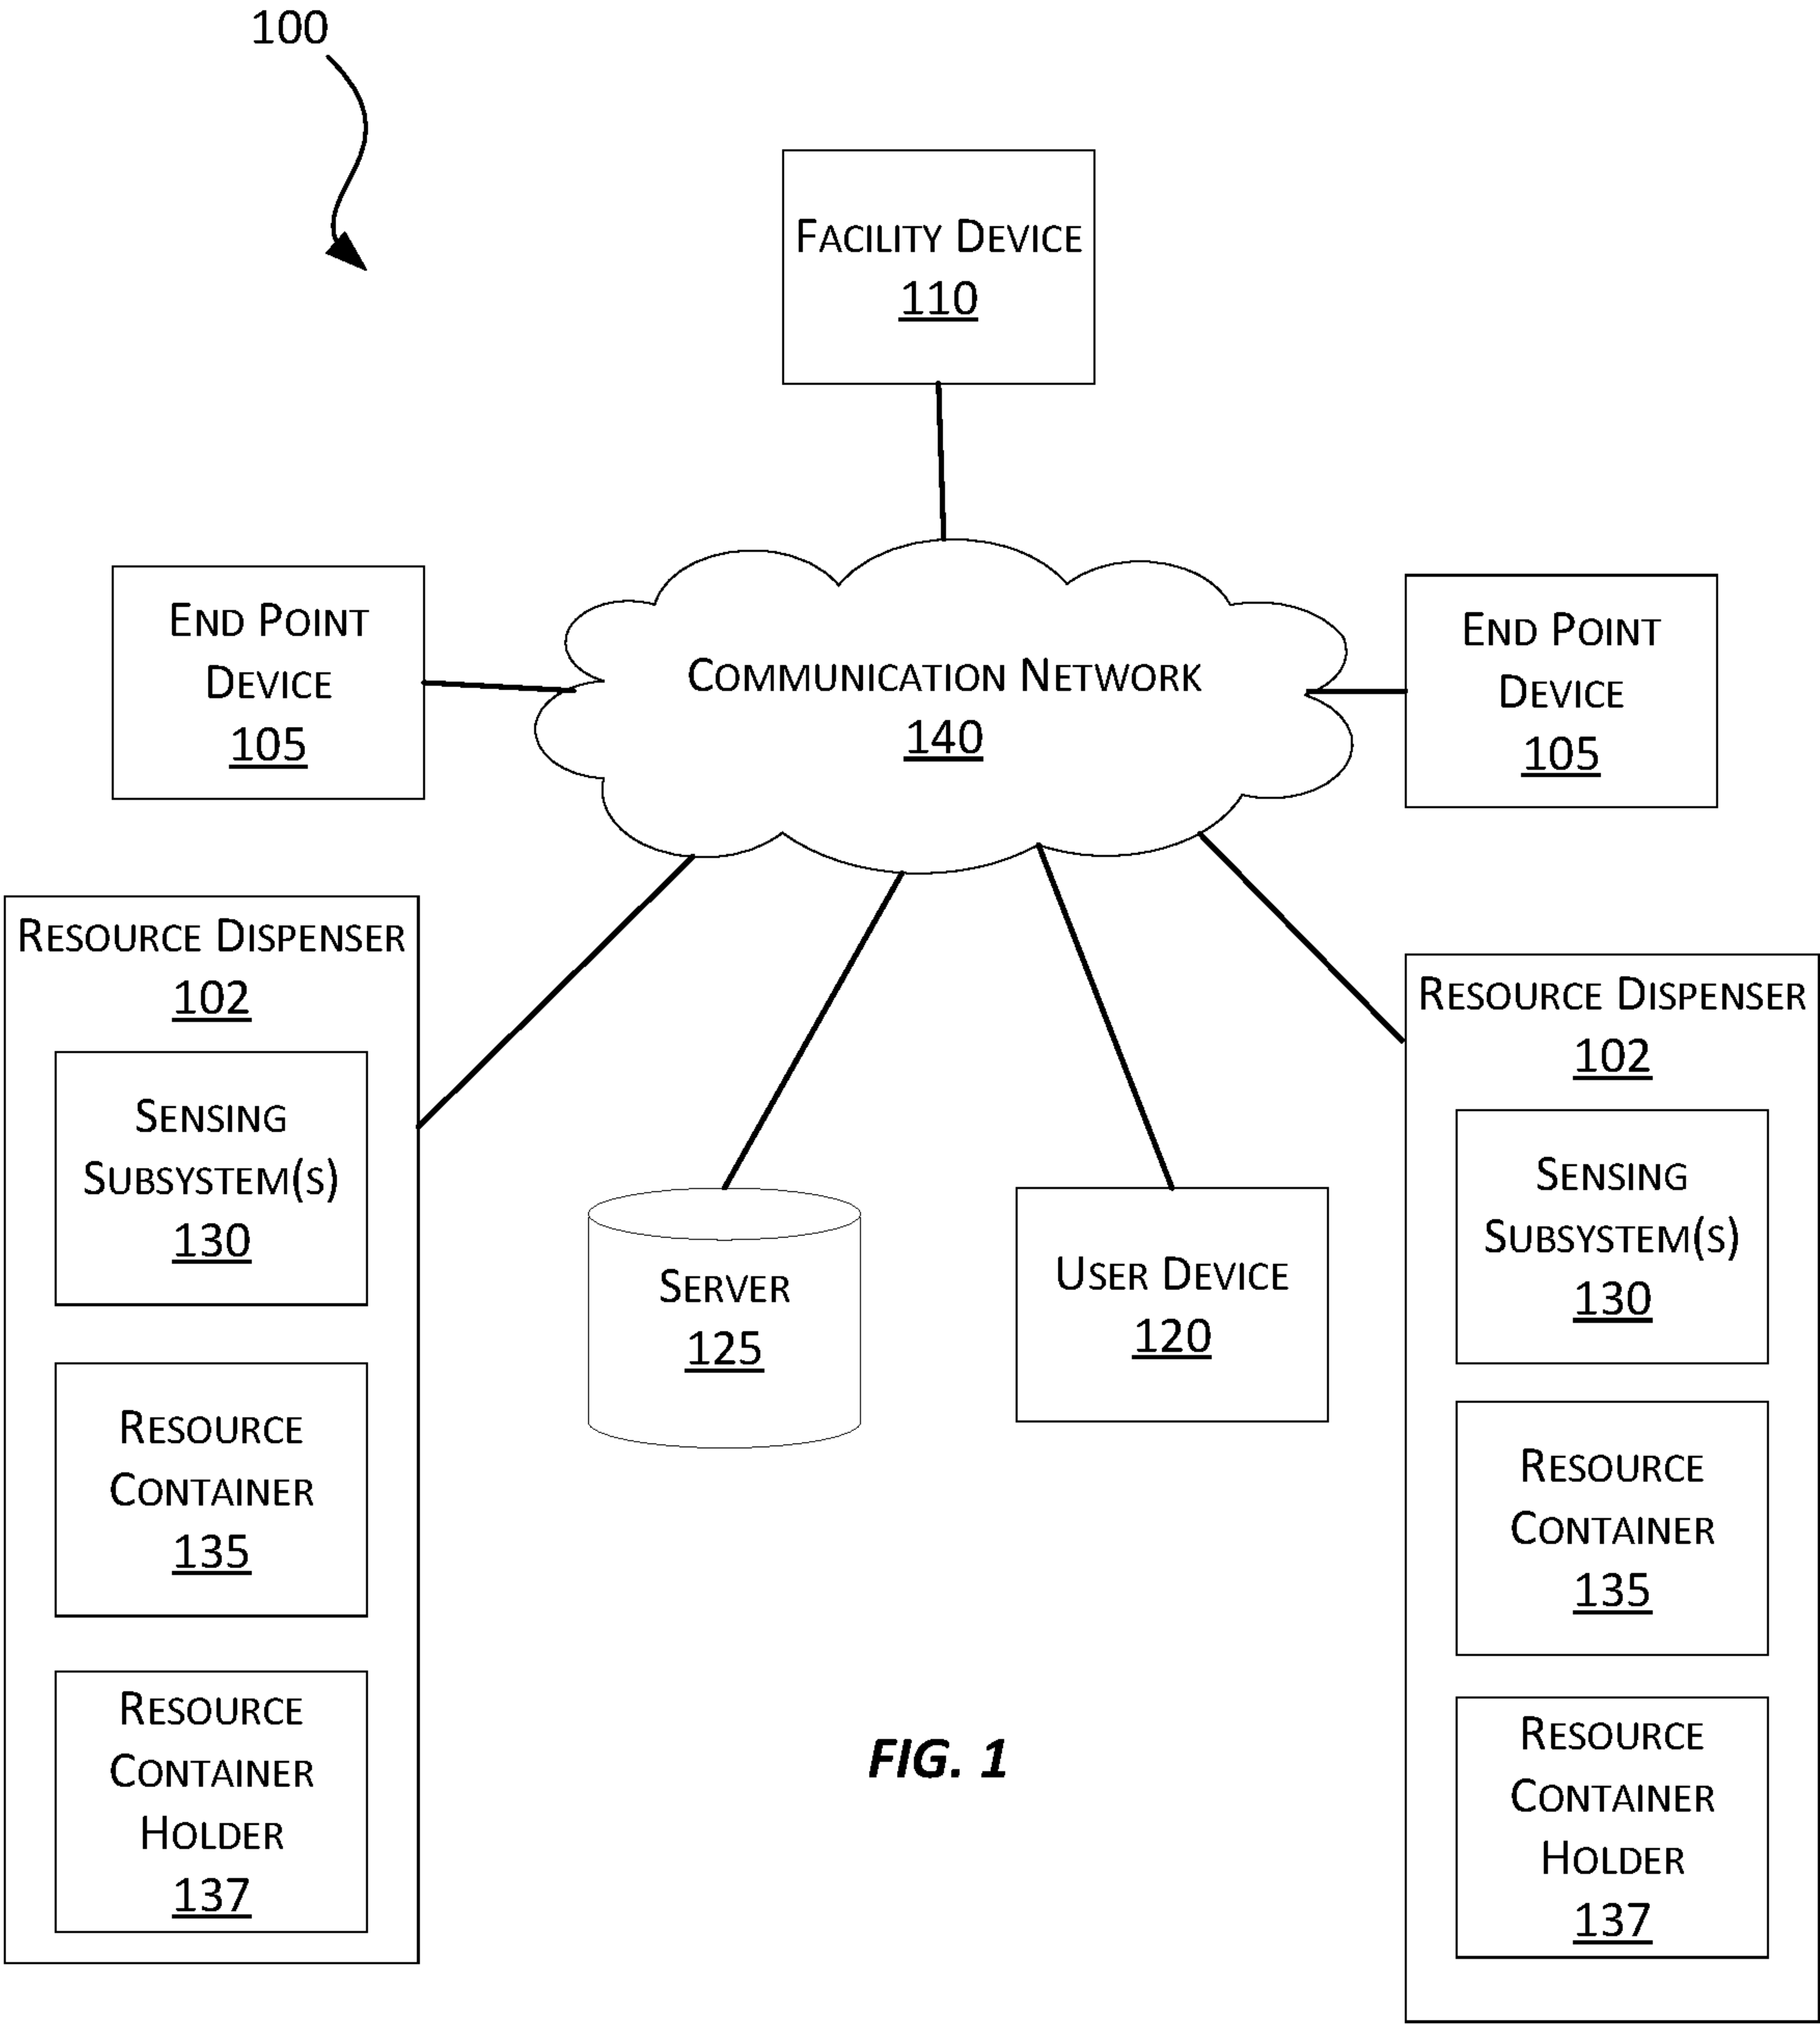 100
FACILITY DEVICE
110
END POINT
DEVICE
105
COMMUNICATION NETWORK
140
END POINT
DEVICE
105
RESOURCE DISPENSER
102
SENSING
SUBSYSTEM(S)
130
RESOURCE
CONTAINER
135
RESOURCE
CONTAINER
HOLDER
137
SERVER
125
USER DEVICE
120
RESOURCE DISPENSER
102
SENSING
SUBSYSTEM(S)
130
RESOURCE
CONTAINER
135
RESOURCE
CONTAINER
HOLDER
137
FIG. 1